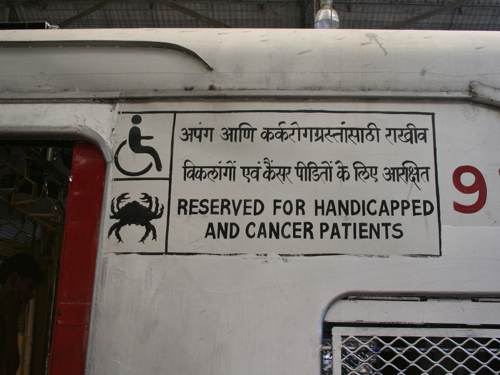 अपंग आणि कर्करोगग्रस्तांसाठी राखीव
विकलांगों एवं कैंसर पीडितों के लिए आरक्षित
RESERVED FOR HANDICAPPED
AND CANCER PATIENTS
9